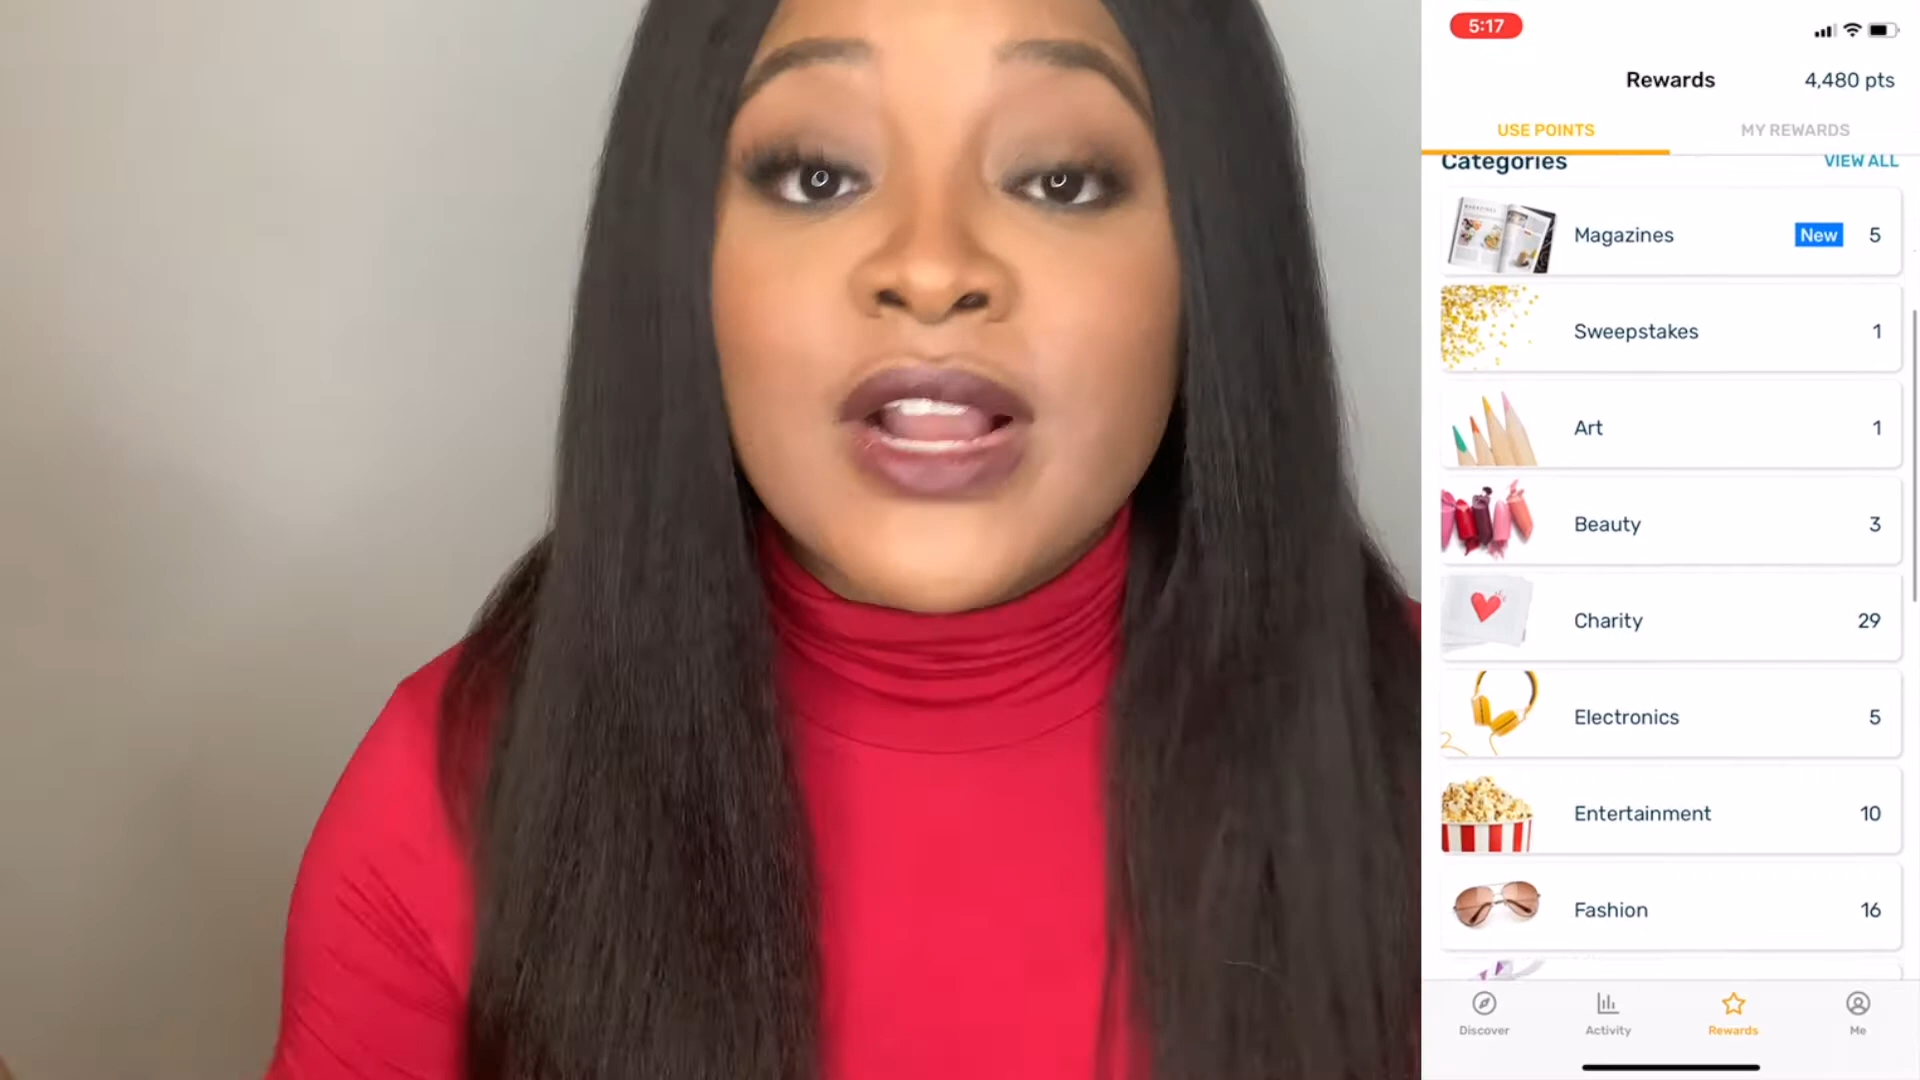 5:17
Rewards 4,480 pts
USE POINTS MY REWARDS
Categories VIEW ALL
Magazines New 5
Sweepstakes 1
Art 1
Beauty 3
Charity 29
Electronics 5
Entertainment 10
Fashion 16
Discover Activity Rewards Me